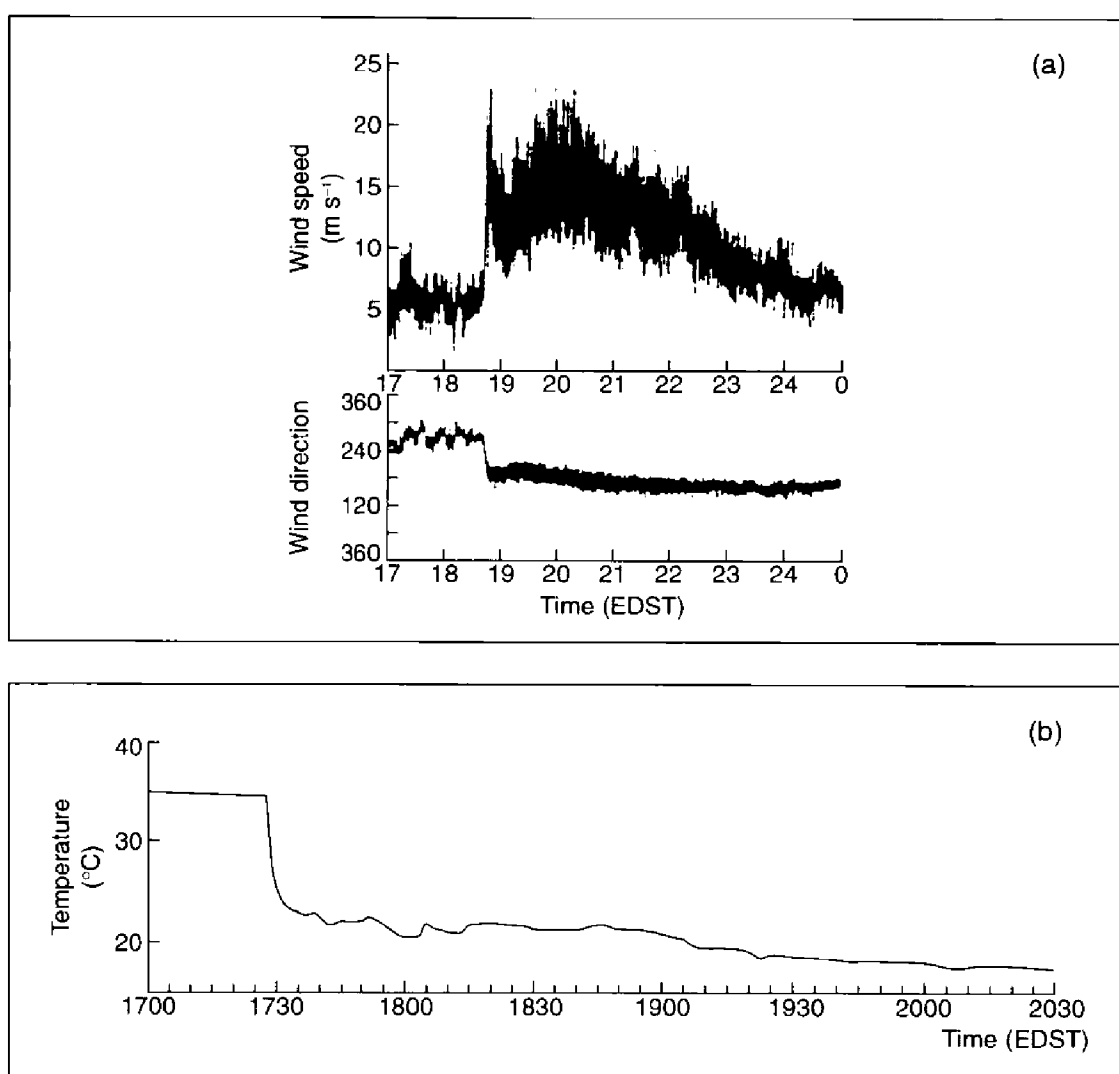 (a)
25
20
15
10
5
Wind speed
(m s⁻¹)
17 18 19 20 21 22 23 24 0
360
240
120
360
Wind direction
17 18 19 20 21 22 23 24 0
Time (EDST)
(b)
40
30
20
Temperature
(°C)
1700 1730 1800 1830 1900 1930 2000 2030
Time (EDST)